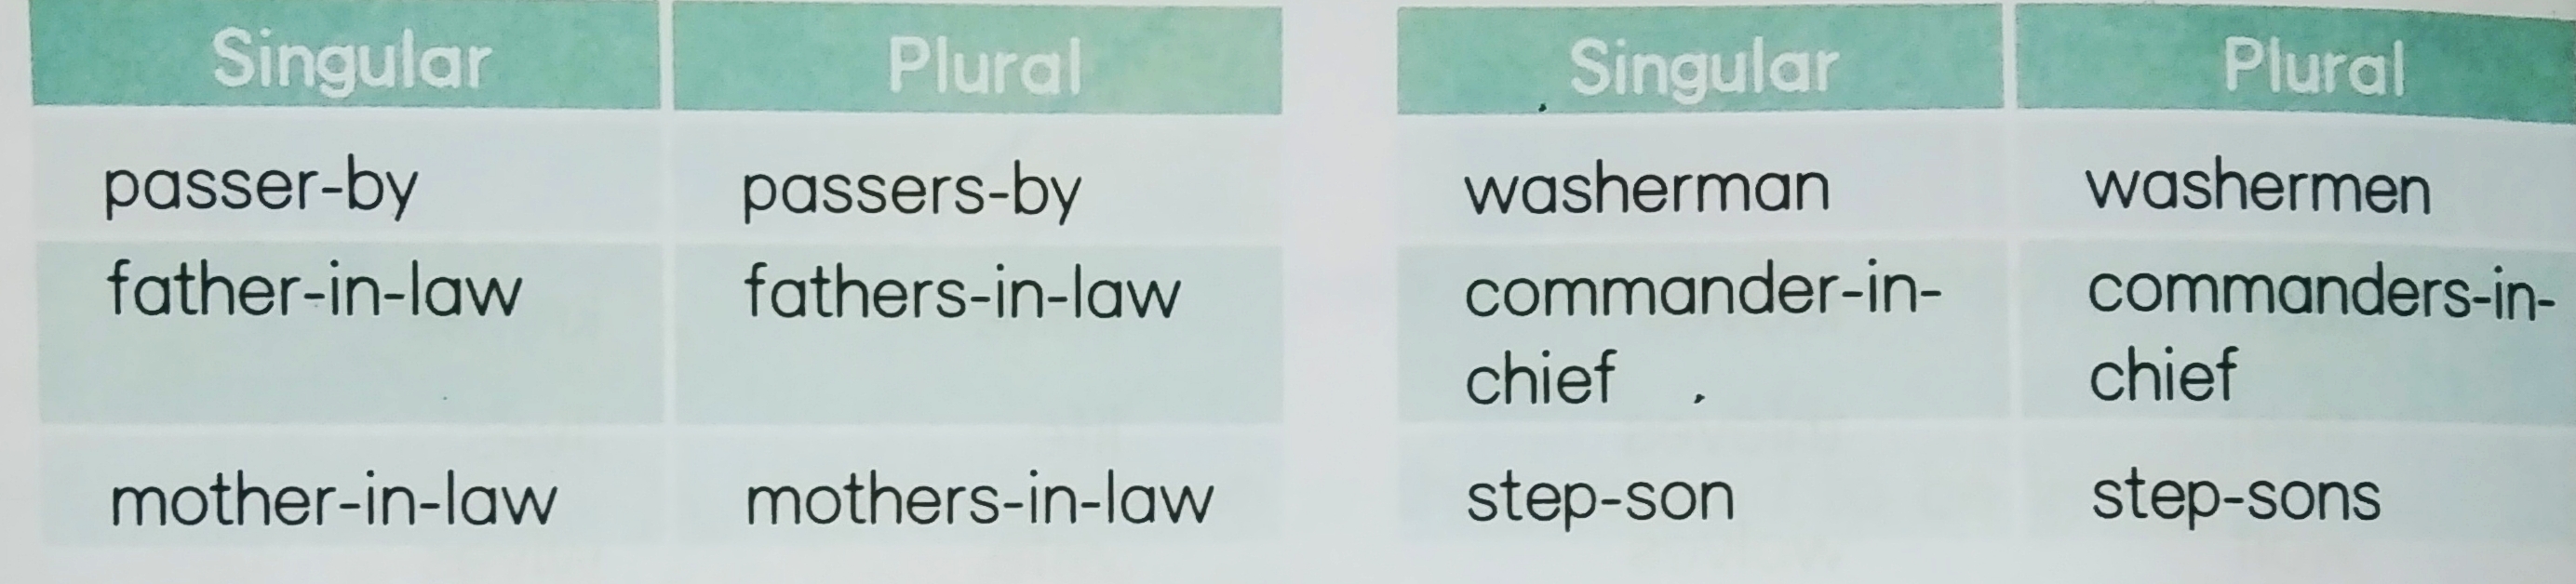 Singular Plural Singular Plural
passer-by passers-by washerman washermen
father-in-law fathers-in-law commander-in- commanders-in-
chief chief
mother-in-law mothers-in-law step-son step-sons